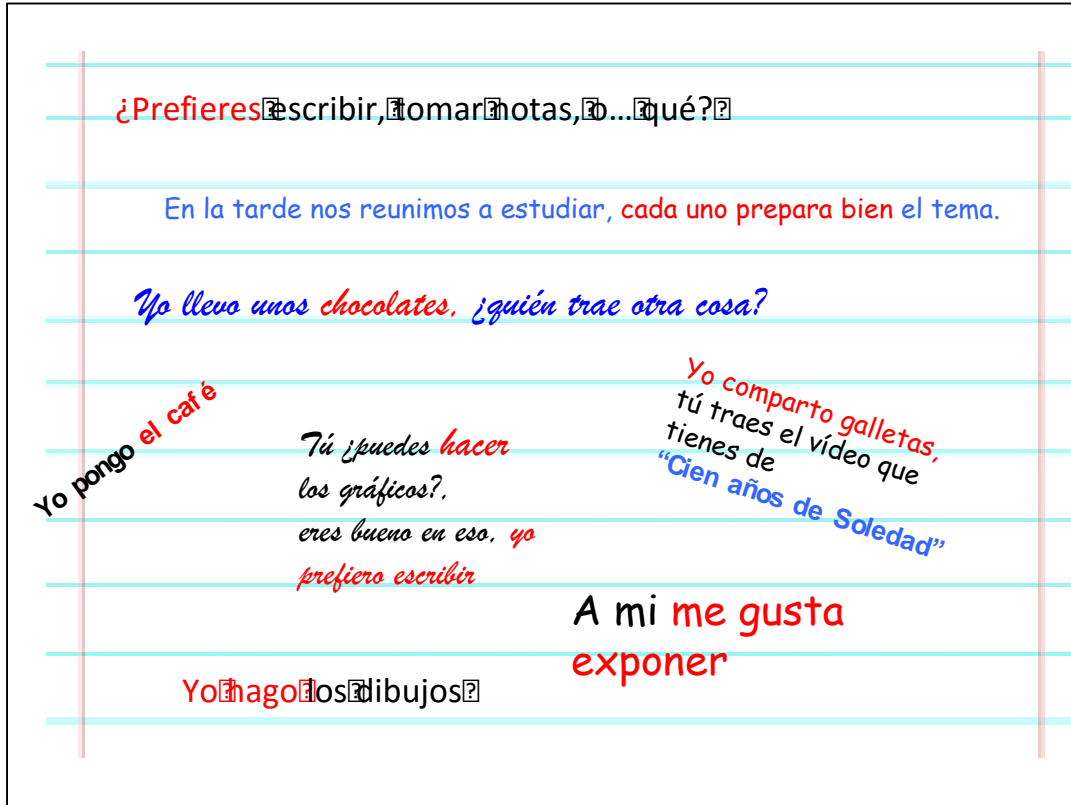 ¿Prefieres escribir, tomar notas, o... qué?
En la tarde nos reunimos a estudiar, cada uno prepara bien el tema.
Yo llevo unos chocolates, ¿quién trae otra cosa?
Yo pongo el café
Tú ¿puedes hacer
los gráficos?,
eres bueno en eso, yo
prefiero escribir
Yo comparto galletas,
tú traes el vídeo que
tienes de
“Cien años de Soledad”
A mi me gusta
exponer
Yo hago los dibujos